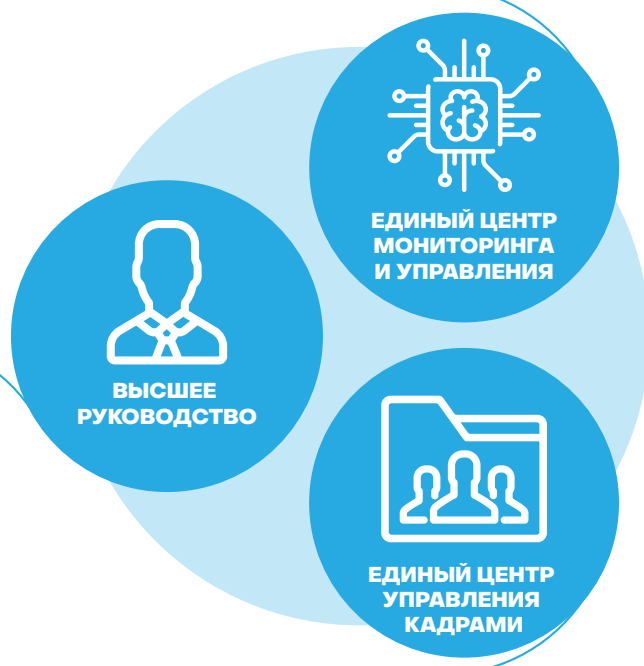 ЕДИНЫЙ ЦЕНТР
МОНИТОРИНГА
И УПРАВЛЕНИЯ
ВЫСШЕЕ
РУКОВОДСТВО
ЕДИНЫЙ ЦЕНТР
УПРАВЛЕНИЯ
КАДРАМИ